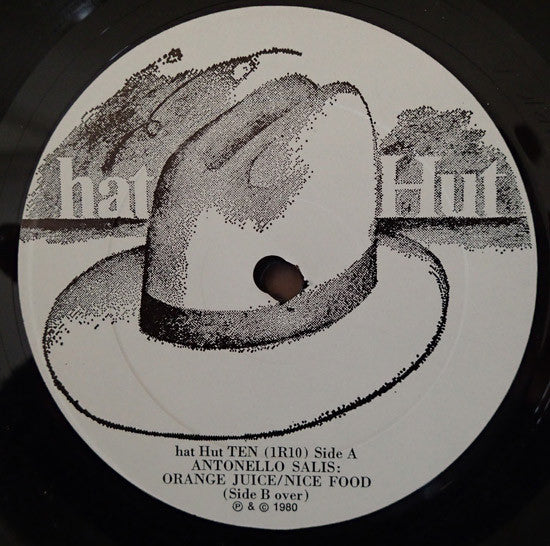 hat Hut
hat Hut TEN (1R10) Side A
ANTONELLO SALIS:
ORANGE JUICE/NICE FOOD
(Side B over)
℗ & © 1980